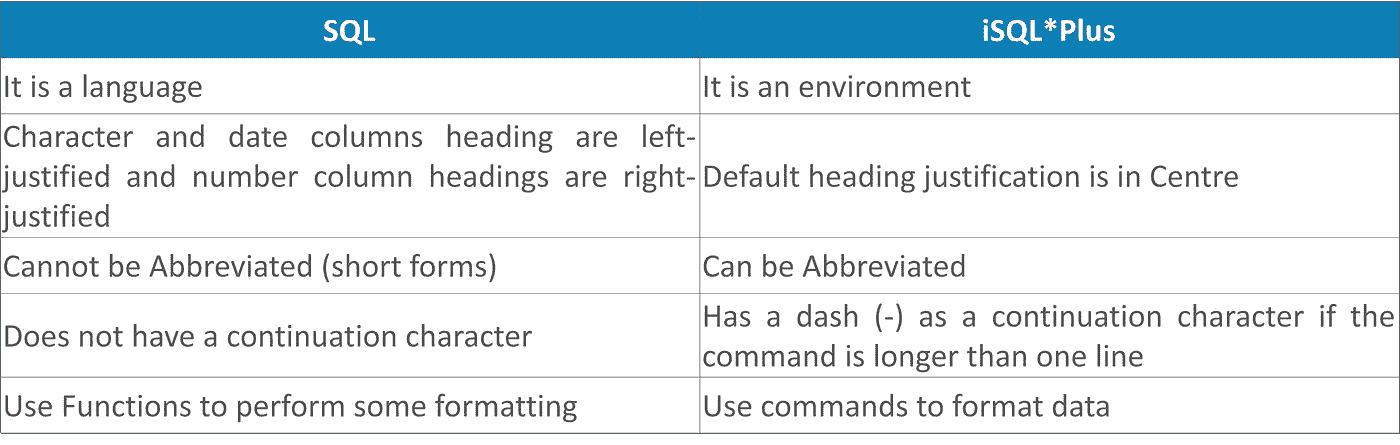 SQL
iSQL*Plus
It is a language
It is an environment
Character and date columns heading are left-
justified and number column headings are right-
justified
Default heading justification is in Centre
Cannot be Abbreviated (short forms)
Can be Abbreviated
Does not have a continuation character
Has a dash (-) as a continuation character if the
command is longer than one line
Use Functions to perform some formatting
Use commands to format data